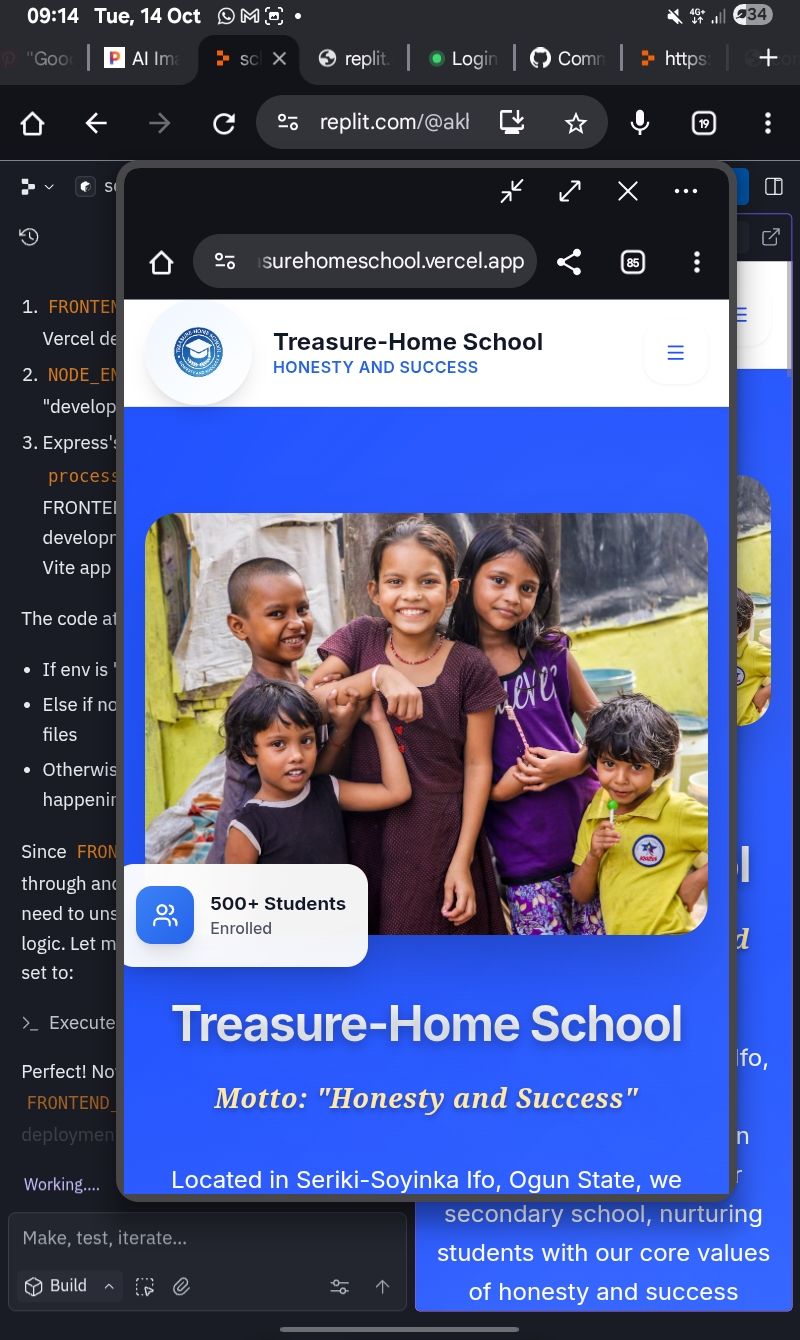 09:14 Tue, 14 Oct
4G+
34
"Goo
AI Ima
sc
replit.
Login
Comm
https:
replit.com/@akl
19
surehomeschool.vercel.app
85
Treasure-Home School
HONESTY AND SUCCESS
500+ Students
Enrolled
Treasure-Home School
Motto: "Honesty and Success"
Located in Seriki-Soyinka Ifo, Ogun State, we
1. FRONTEN
Vercel de
2. NODE_EN
"develop
3. Express's
process
FRONTEN
developm
Vite app
The code at
• If env is '
• Else if no
files
• Otherwis
happenin
Since FRON
through and
need to uns
logic. Let m
set to:
>_ Execute
Perfect! No
FRONTEND_
deploymen
Working....
Make, test, iterate...
Build
ol
d
Ifo,
n
r
secondary school, nurturing
students with our core values
of honesty and success